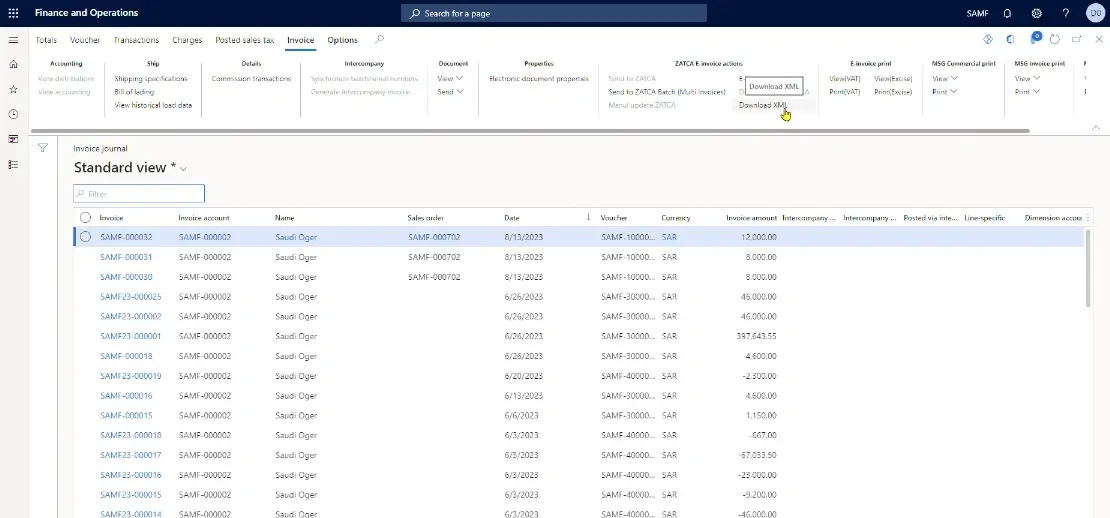 Finance and Operations
Search for a page
SAMF
? DO
Totals Voucher Transactions Charges Posted sales tax Invoice Options
Accounting Ship Details Intercompany Document Properties ZATCA E-invoice actions E-invoice print MSG Commercial print MSG Invoice print
View distributions Shipping specifications Commission transactions Synchronize batch/serial numbers View Electronic document properties Send to ZATCA View(VAT) View(Excise) View View
View accounting Bill of lading Generate intercompany invoice Send Send to ZATCA Batch (Multi Invoices) Print(VAT) Print(Excise) Print Print
View historical load data Manul update ZATCA Download XML
Download XML
Invoice journal
Standard view *
Filter
Invoice Invoice account Name Sales order Date Voucher Currency Invoice amount Intercompany ... Intercompany ... Posted via inte... Line-specific Dimension accou
SAMF-000032 SAMF-000002 Saudi Oger SAMF-000702 8/13/2023 SAMF-10000... SAR 12,000.00
SAMF-000031 SAMF-000002 Saudi Oger SAMF-000702 8/13/2023 SAMF-10000... SAR 8,000.00
SAMF-000030 SAMF-000002 Saudi Oger SAMF-000702 8/13/2023 SAMF-10000... SAR 8,000.00
SAMF23-000025 SAMF-000002 Saudi Oger 6/26/2023 SAMF-30000... SAR 46,000.00
SAMF23-000002 SAMF-000002 Saudi Oger 6/26/2023 SAMF-30000... SAR 46,000.00
SAMF23-000001 SAMF-000002 Saudi Oger 6/26/2023 SAMF-30000... SAR 397,643.55
SAMF-000018 SAMF-000002 Saudi Oger 6/26/2023 SAMF-30000... SAR 4,600.00
SAMF23-000019 SAMF-000002 Saudi Oger 6/20/2023 SAMF-40000... SAR -2,300.00
SAMF-000016 SAMF-000002 Saudi Oger 6/13/2023 SAMF-30000... SAR 4,600.00
SAMF-000015 SAMF-000002 Saudi Oger 6/6/2023 SAMF-30000... SAR 1,150.00
SAMF23-000018 SAMF-000002 Saudi Oger 6/3/2023 SAMF-40000... SAR -667.00
SAMF23-000017 SAMF-000002 Saudi Oger 6/3/2023 SAMF-40000... SAR -67,033.50
SAMF23-000016 SAMF-000002 Saudi Oger 6/3/2023 SAMF-40000... SAR -23,000.00
SAMF23-000015 SAMF-000002 Saudi Oger 6/3/2023 SAMF-40000... SAR -9,200.00
SAMF23-000014 SAMF-000002 Saudi Oger 6/3/2023 SAMF-40000... SAR -46,000.00